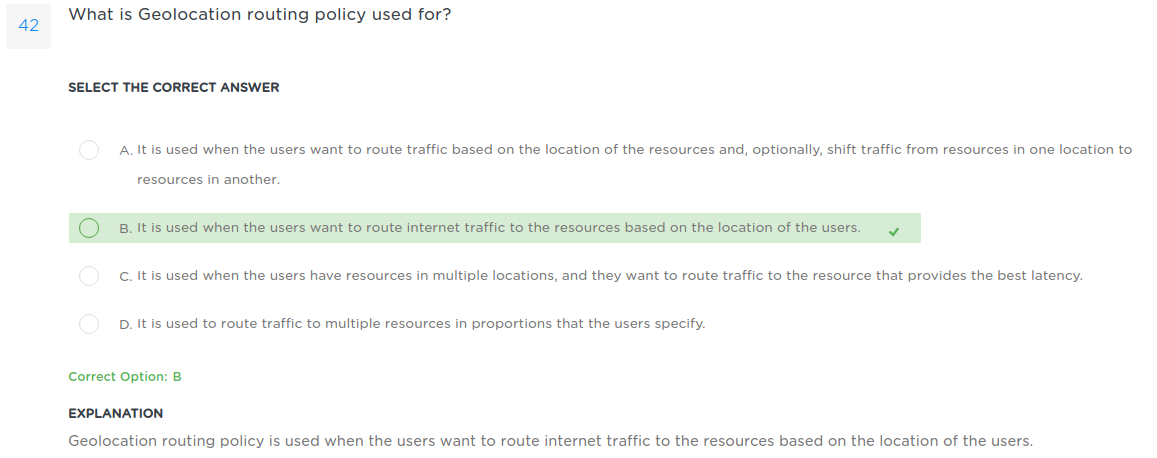 42
What is Geolocation routing policy used for?
SELECT THE CORRECT ANSWER
A. It is used when the users want to route traffic based on the location of the resources and, optionally, shift traffic from resources in one location to
resources in another.
B. It is used when the users want to route internet traffic to the resources based on the location of the users.
C. It is used when the users have resources in multiple locations, and they want to route traffic to the resource that provides the best latency.
D. It is used to route traffic to multiple resources in proportions that the users specify.
Correct Option: B
EXPLANATION
Geolocation routing policy is used when the users want to route internet traffic to the resources based on the location of the users.